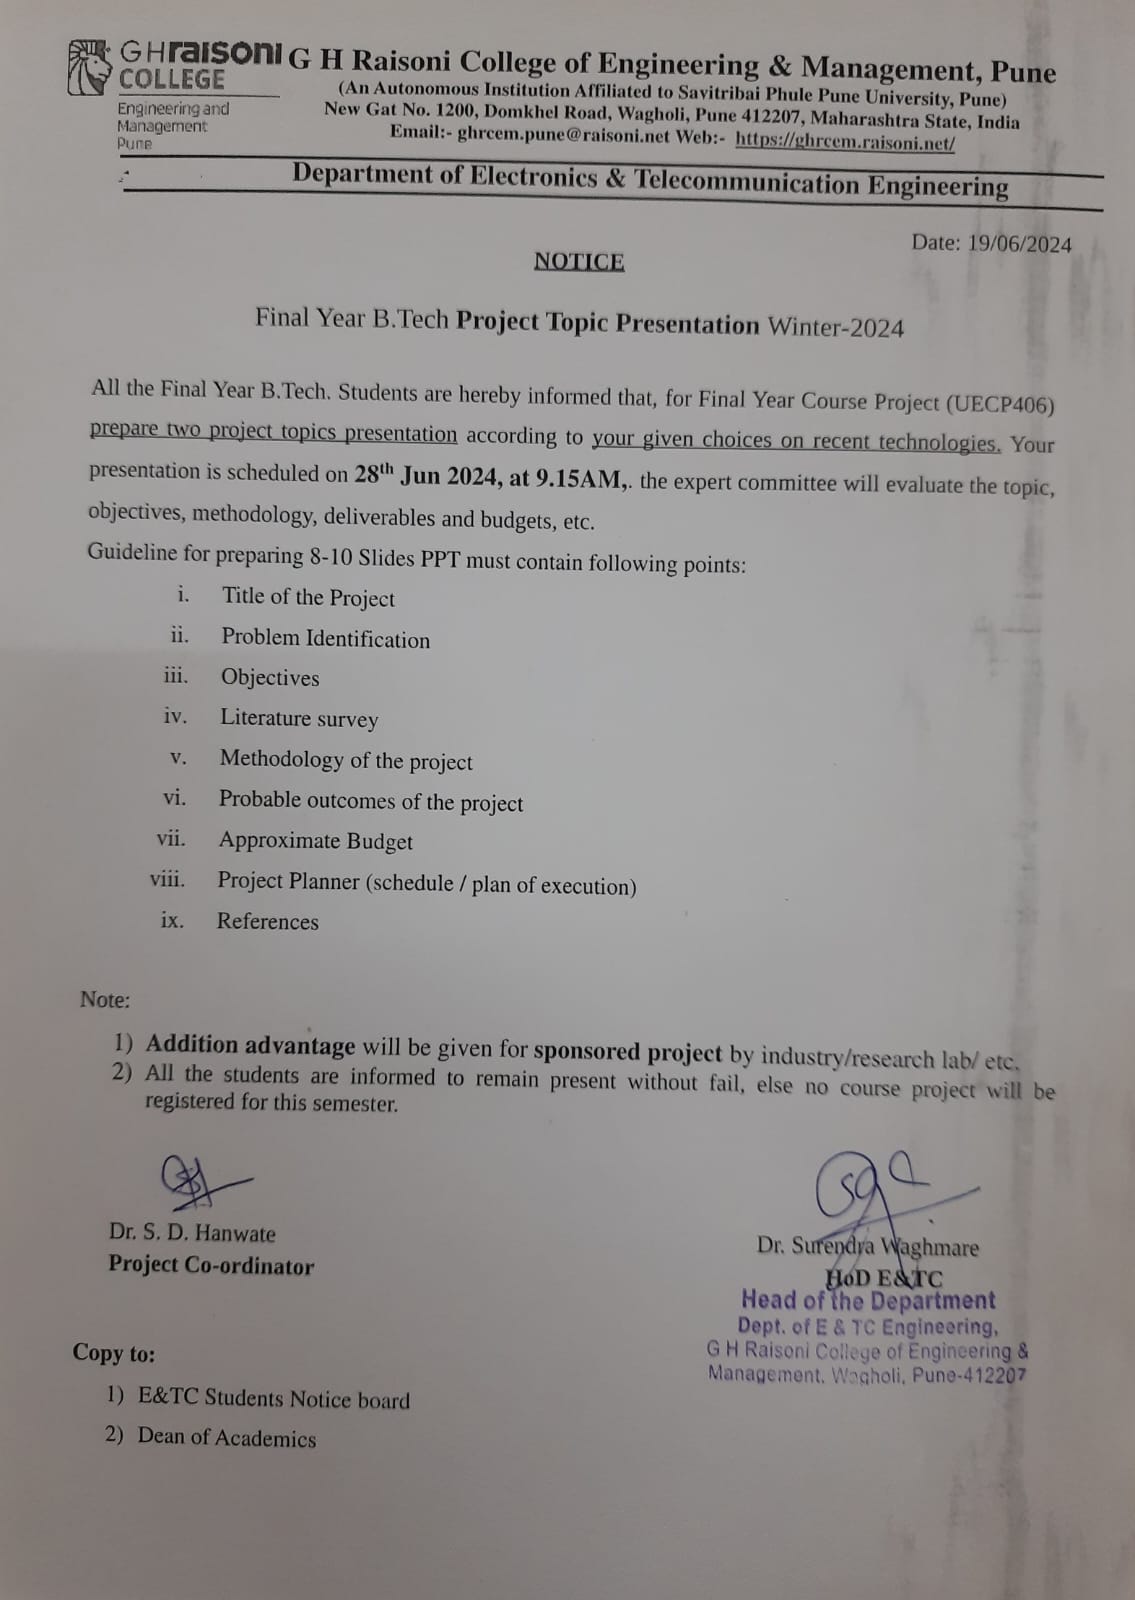 GHraisoni
COLLEGE
Engineering and
Management
Pune
G H Raisoni College of Engineering & Management, Pune
(An Autonomous Institution Affiliated to Savitribai Phule Pune University, Pune)
New Gat No. 1200, Domkhel Road, Wagholi, Pune 412207, Maharashtra State, India
Email:- ghrcem.pune@raisoni.net Web:- https://ghrcem.raisoni.net/
Department of Electronics & Telecommunication Engineering
Date: 19/06/2024
NOTICE
Final Year B.Tech Project Topic Presentation Winter-2024
All the Final Year B.Tech. Students are hereby informed that, for Final Year Course Project (UECP406)
prepare two project topics presentation according to your given choices on recent technologies. Your
presentation is scheduled on 28th Jun 2024, at 9.15AM,. the expert committee will evaluate the topic,
objectives, methodology, deliverables and budgets, etc.
Guideline for preparing 8-10 Slides PPT must contain following points:
i. Title of the Project
ii. Problem Identification
iii. Objectives
iv. Literature survey
v. Methodology of the project
vi. Probable outcomes of the project
vii. Approximate Budget
viii. Project Planner (schedule / plan of execution)
ix. References
Note:
1) Addition advantage will be given for sponsored project by industry/research lab/ etc.
2) All the students are informed to remain present without fail, else no course project will be
registered for this semester.
Dr. S. D. Hanwate
Project Co-ordinator
Dr. Surendra Waghmare
HoD E&TC
Head of the Department
Dept. of E & TC Engineering,
G H Raisoni College of Engineering &
Management, Wagholi, Pune-412207
Copy to:
1) E&TC Students Notice board
2) Dean of Academics